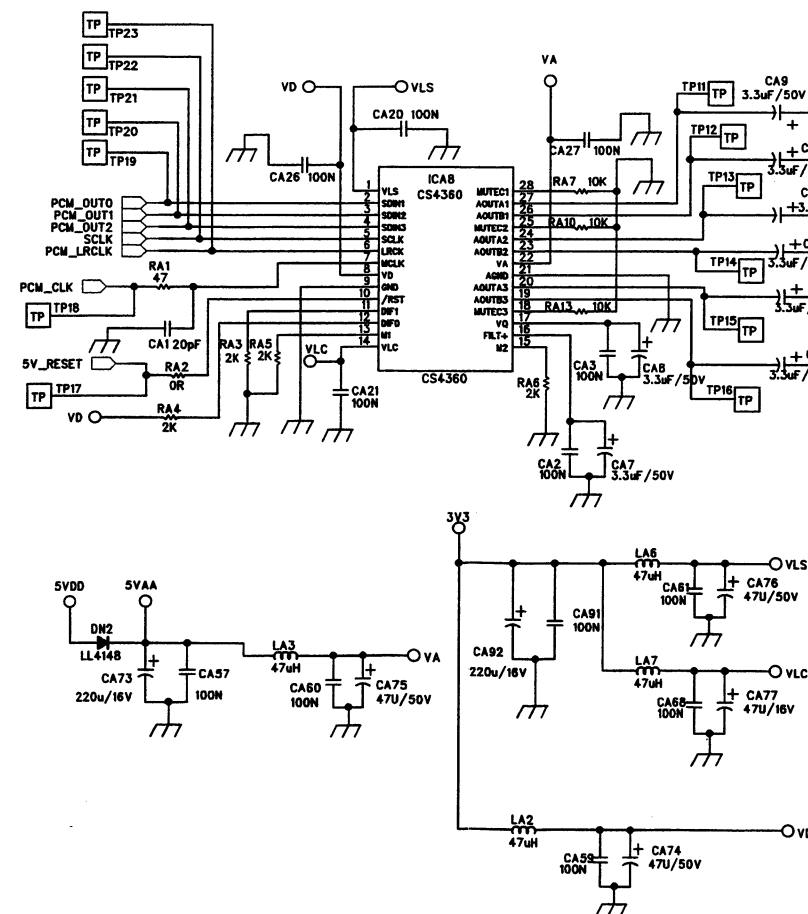 TP
TP23
TP
TP22
TP
TP21
TP
TP20
TP
TP19
VD
VLS
CA20 100N
CA26 100N
VA
CA27 100N
TP11
TP
CA9
3.3uF/50V
+
TP12
TP
+
TP13
TP
TP14
TP
TP15
TP
TP16
TP
PCM_OUT0
PCM_OUT1
PCM_OUT2
SCLK
PCM_LRCLK
PCM_CLK
RA1
47
TP
TP18
CA1 20pF
5V_RESET
RA2
0R
TP
TP17
VD
RA4
2K
RA3
2K
RA5
2K
VLC
CA21
100N
ICA8
CS4360
1 VLS
2 SDIN1
3 SDIN2
4 SDIN3
5 SCLK
6 LRCK
7 MCLK
8 VD
9 GND
10 /RST
11 DIF1
12 DIF0
13 M1
14 VLC
MUTEC1 28
AOUTA1 27
AOUTB1 26
MUTEC2 25
AOUTA2 24
AOUTB2 23
VA 22
AGND 21
AOUTA3 20
AOUTB3 19
MUTEC3 18
VQ 17
FILT+ 16
M2 15
CS4360
RA7 10K
RA10 10K
RA13 10K
CA3
100N
+
CA8
3.3uF/50V
RA6
2K
CA2
100N
+
CA7
3.3uF/50V
5VDD
5VAA
DN2
LL4148
+
CA73
220u/16V
CA57
100N
LA3
47uH
VA
CA60
100N
+
CA75
47U/50V
3V3
+
CA92
220u/16V
CA91
100N
LA6
47uH
VLS
CA61
100N
+
CA76
47U/50V
LA7
47uH
VLC
CA68
100N
+
CA77
47U/16V
LA2
47uH
VD
CA59
100N
+
CA74
47U/50V